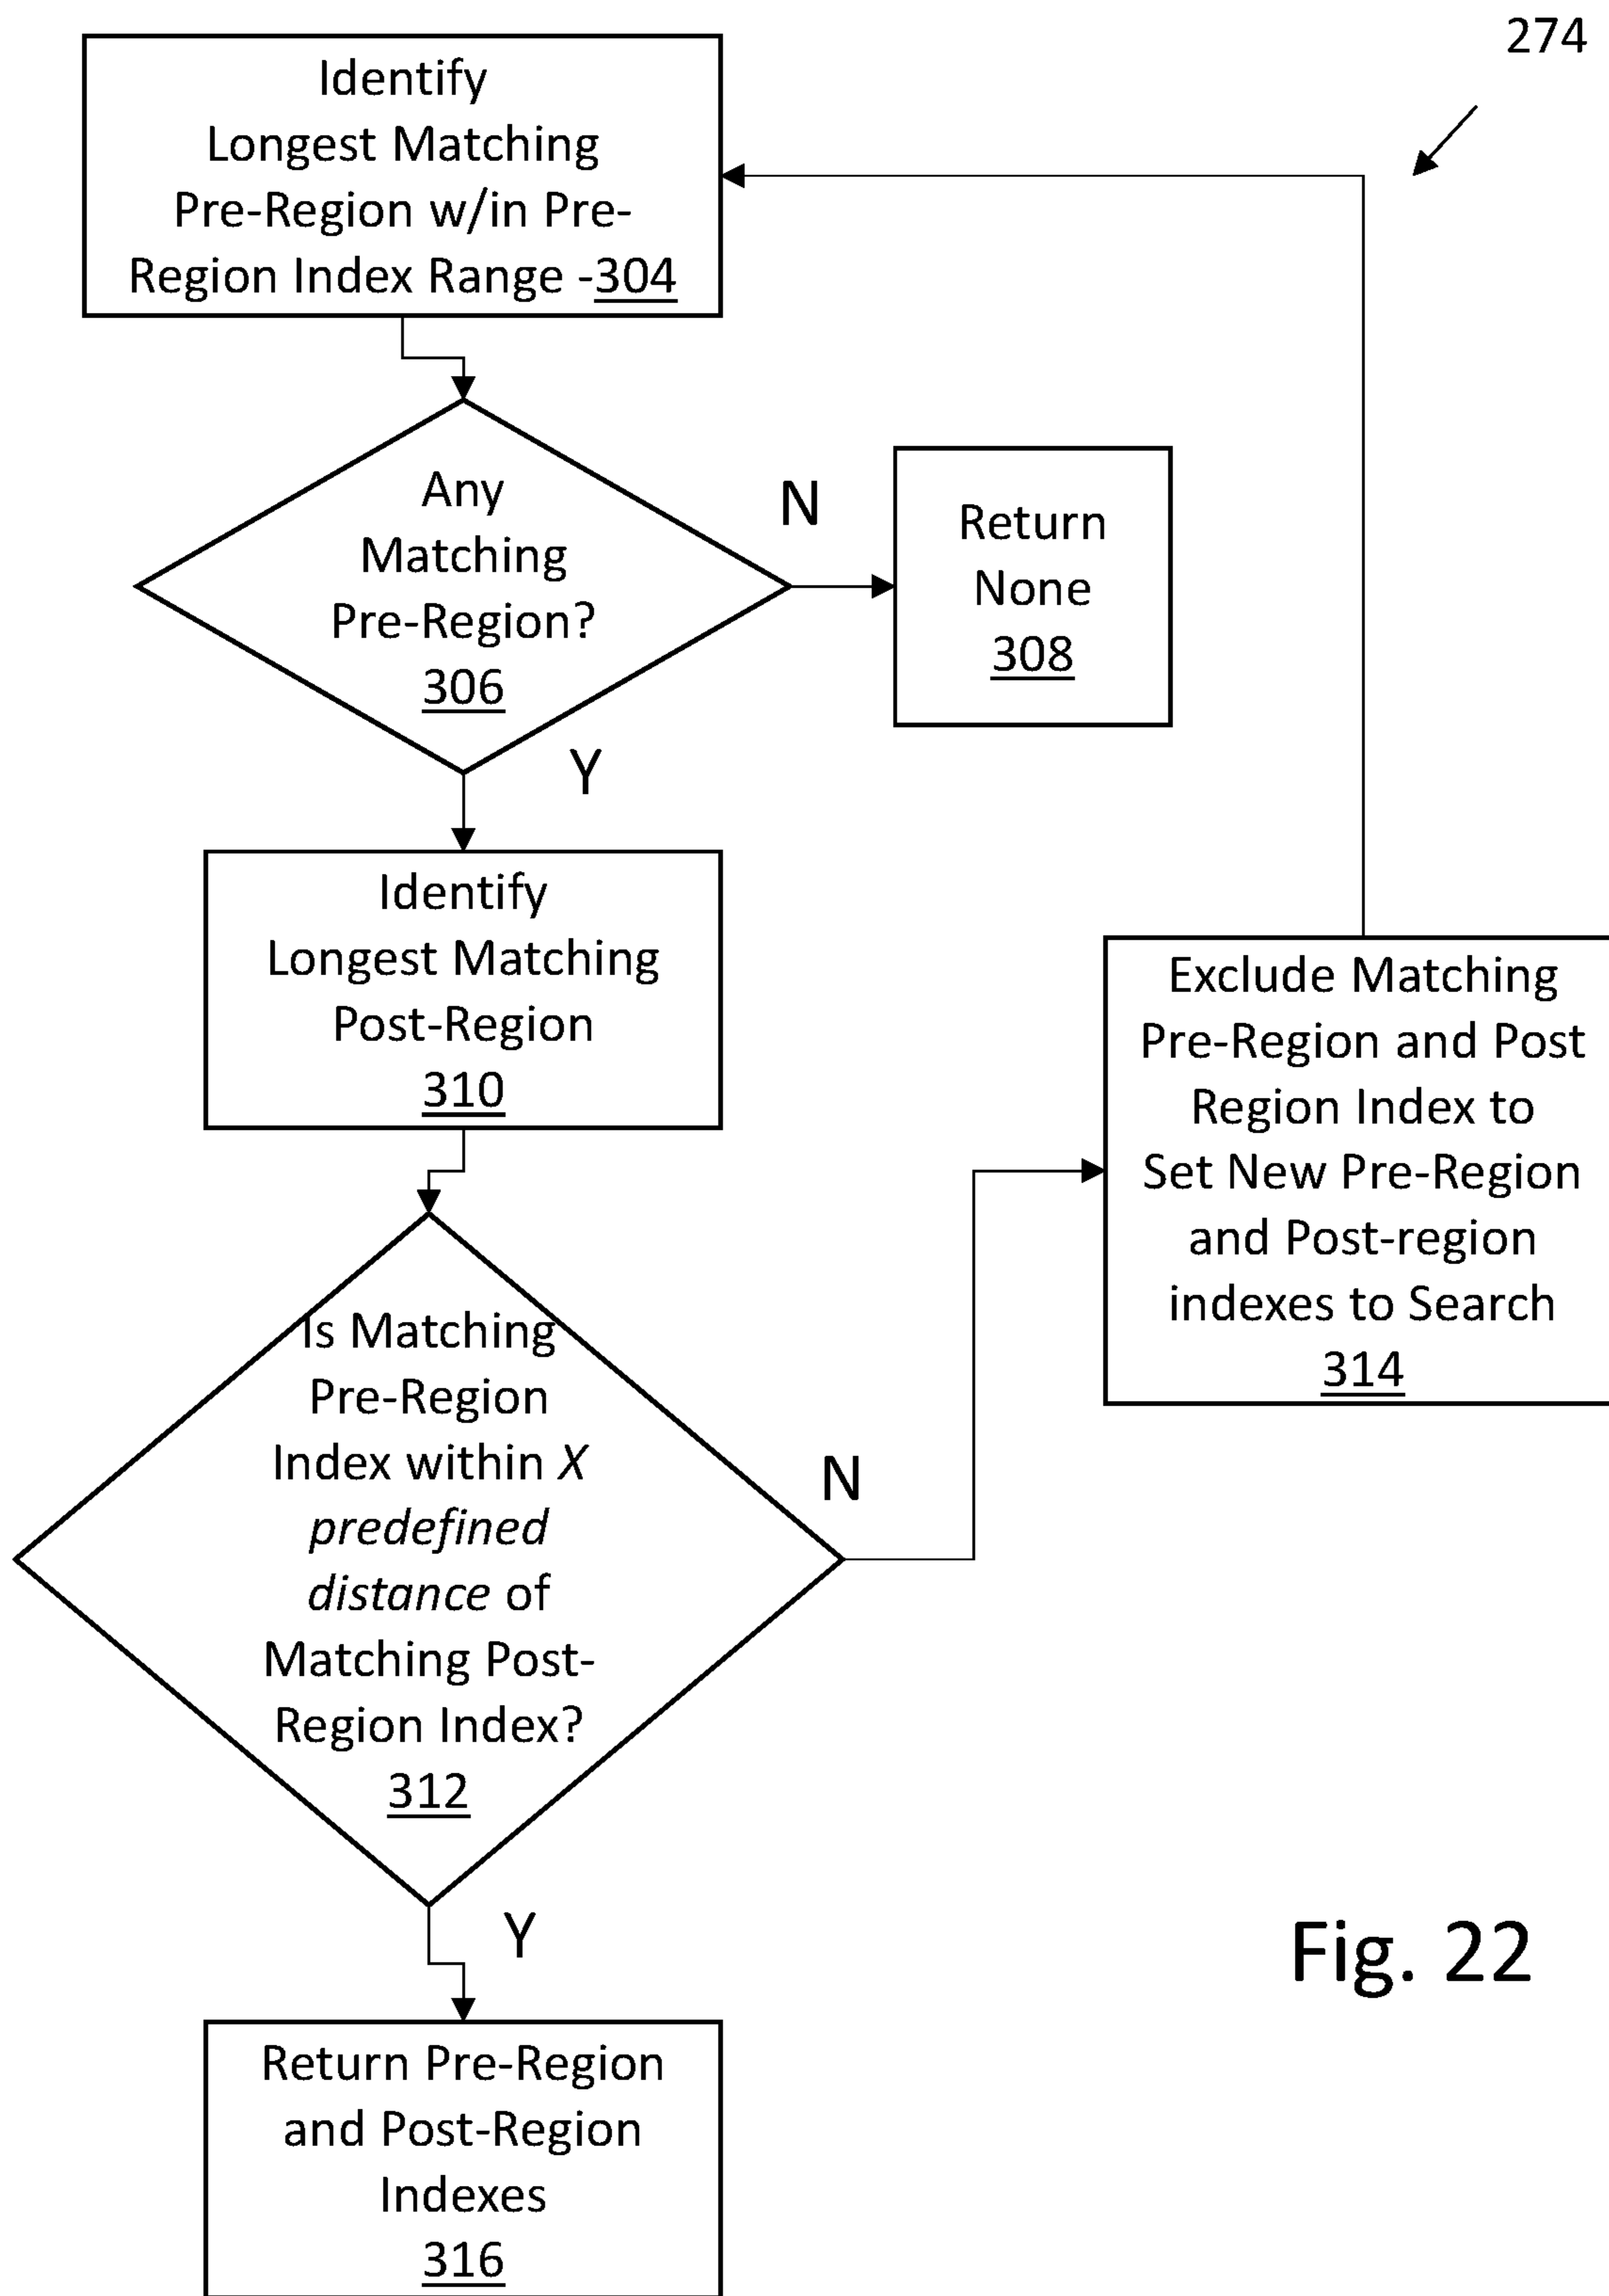 274
Identify
Longest Matching
Pre-Region w/in Pre-
Region Index Range -304
Any
Matching
Pre-Region?
306
N
Return
None
308
Y
Identify
Longest Matching
Post-Region
310
Exclude Matching
Pre-Region and Post
Region Index to
Set New Pre-Region
and Post-region
indexes to Search
314
Is Matching
Pre-Region
Index within X
predefined
distance of
Matching Post-
Region Index?
312
N
Y
Return Pre-Region
and Post-Region
Indexes
316
Fig. 22